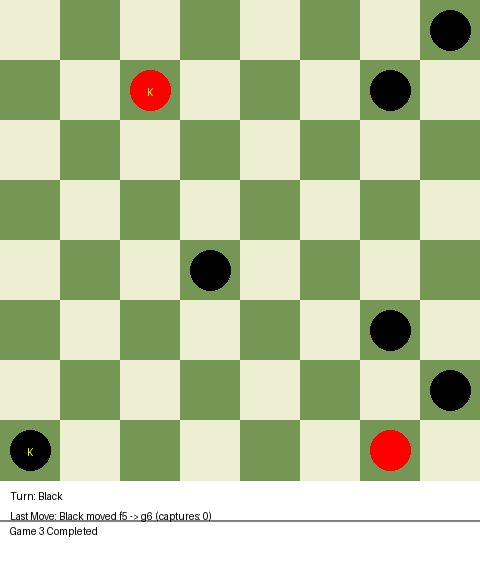 K
K
Turn: Black
Last Move: Black moved f5 -> g6 (captures: 0)
Game 3 Completed